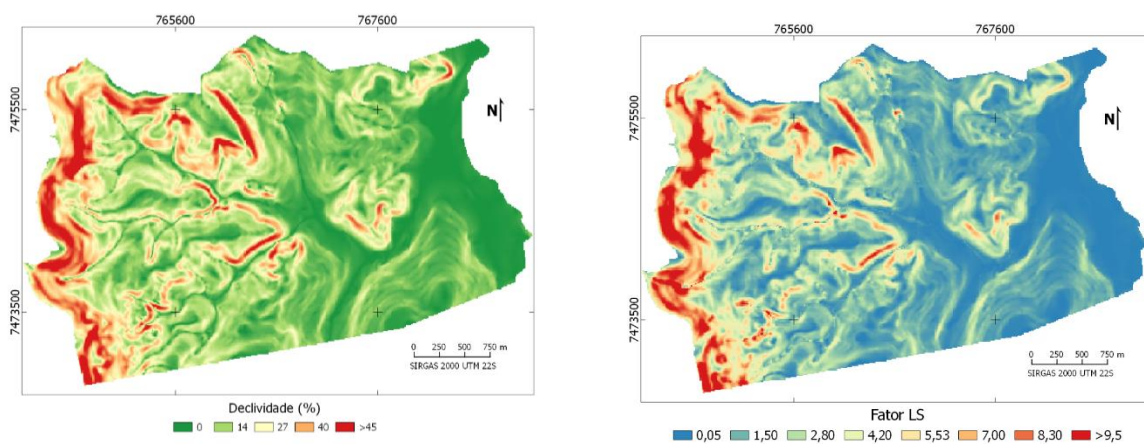 765600 767600
7475500
7473500
N
0 250 500 750 m
SIRGAS 2000 UTM 22S
Declividade (%)
0 14 27 40 >45
765600 767600
7475500
7473500
N
0 250 500 750 m
SIRGAS 2000 UTM 22S
Fator LS
0,05 1,50 2,80 4,20 5,53 7,00 8,30 >9,5